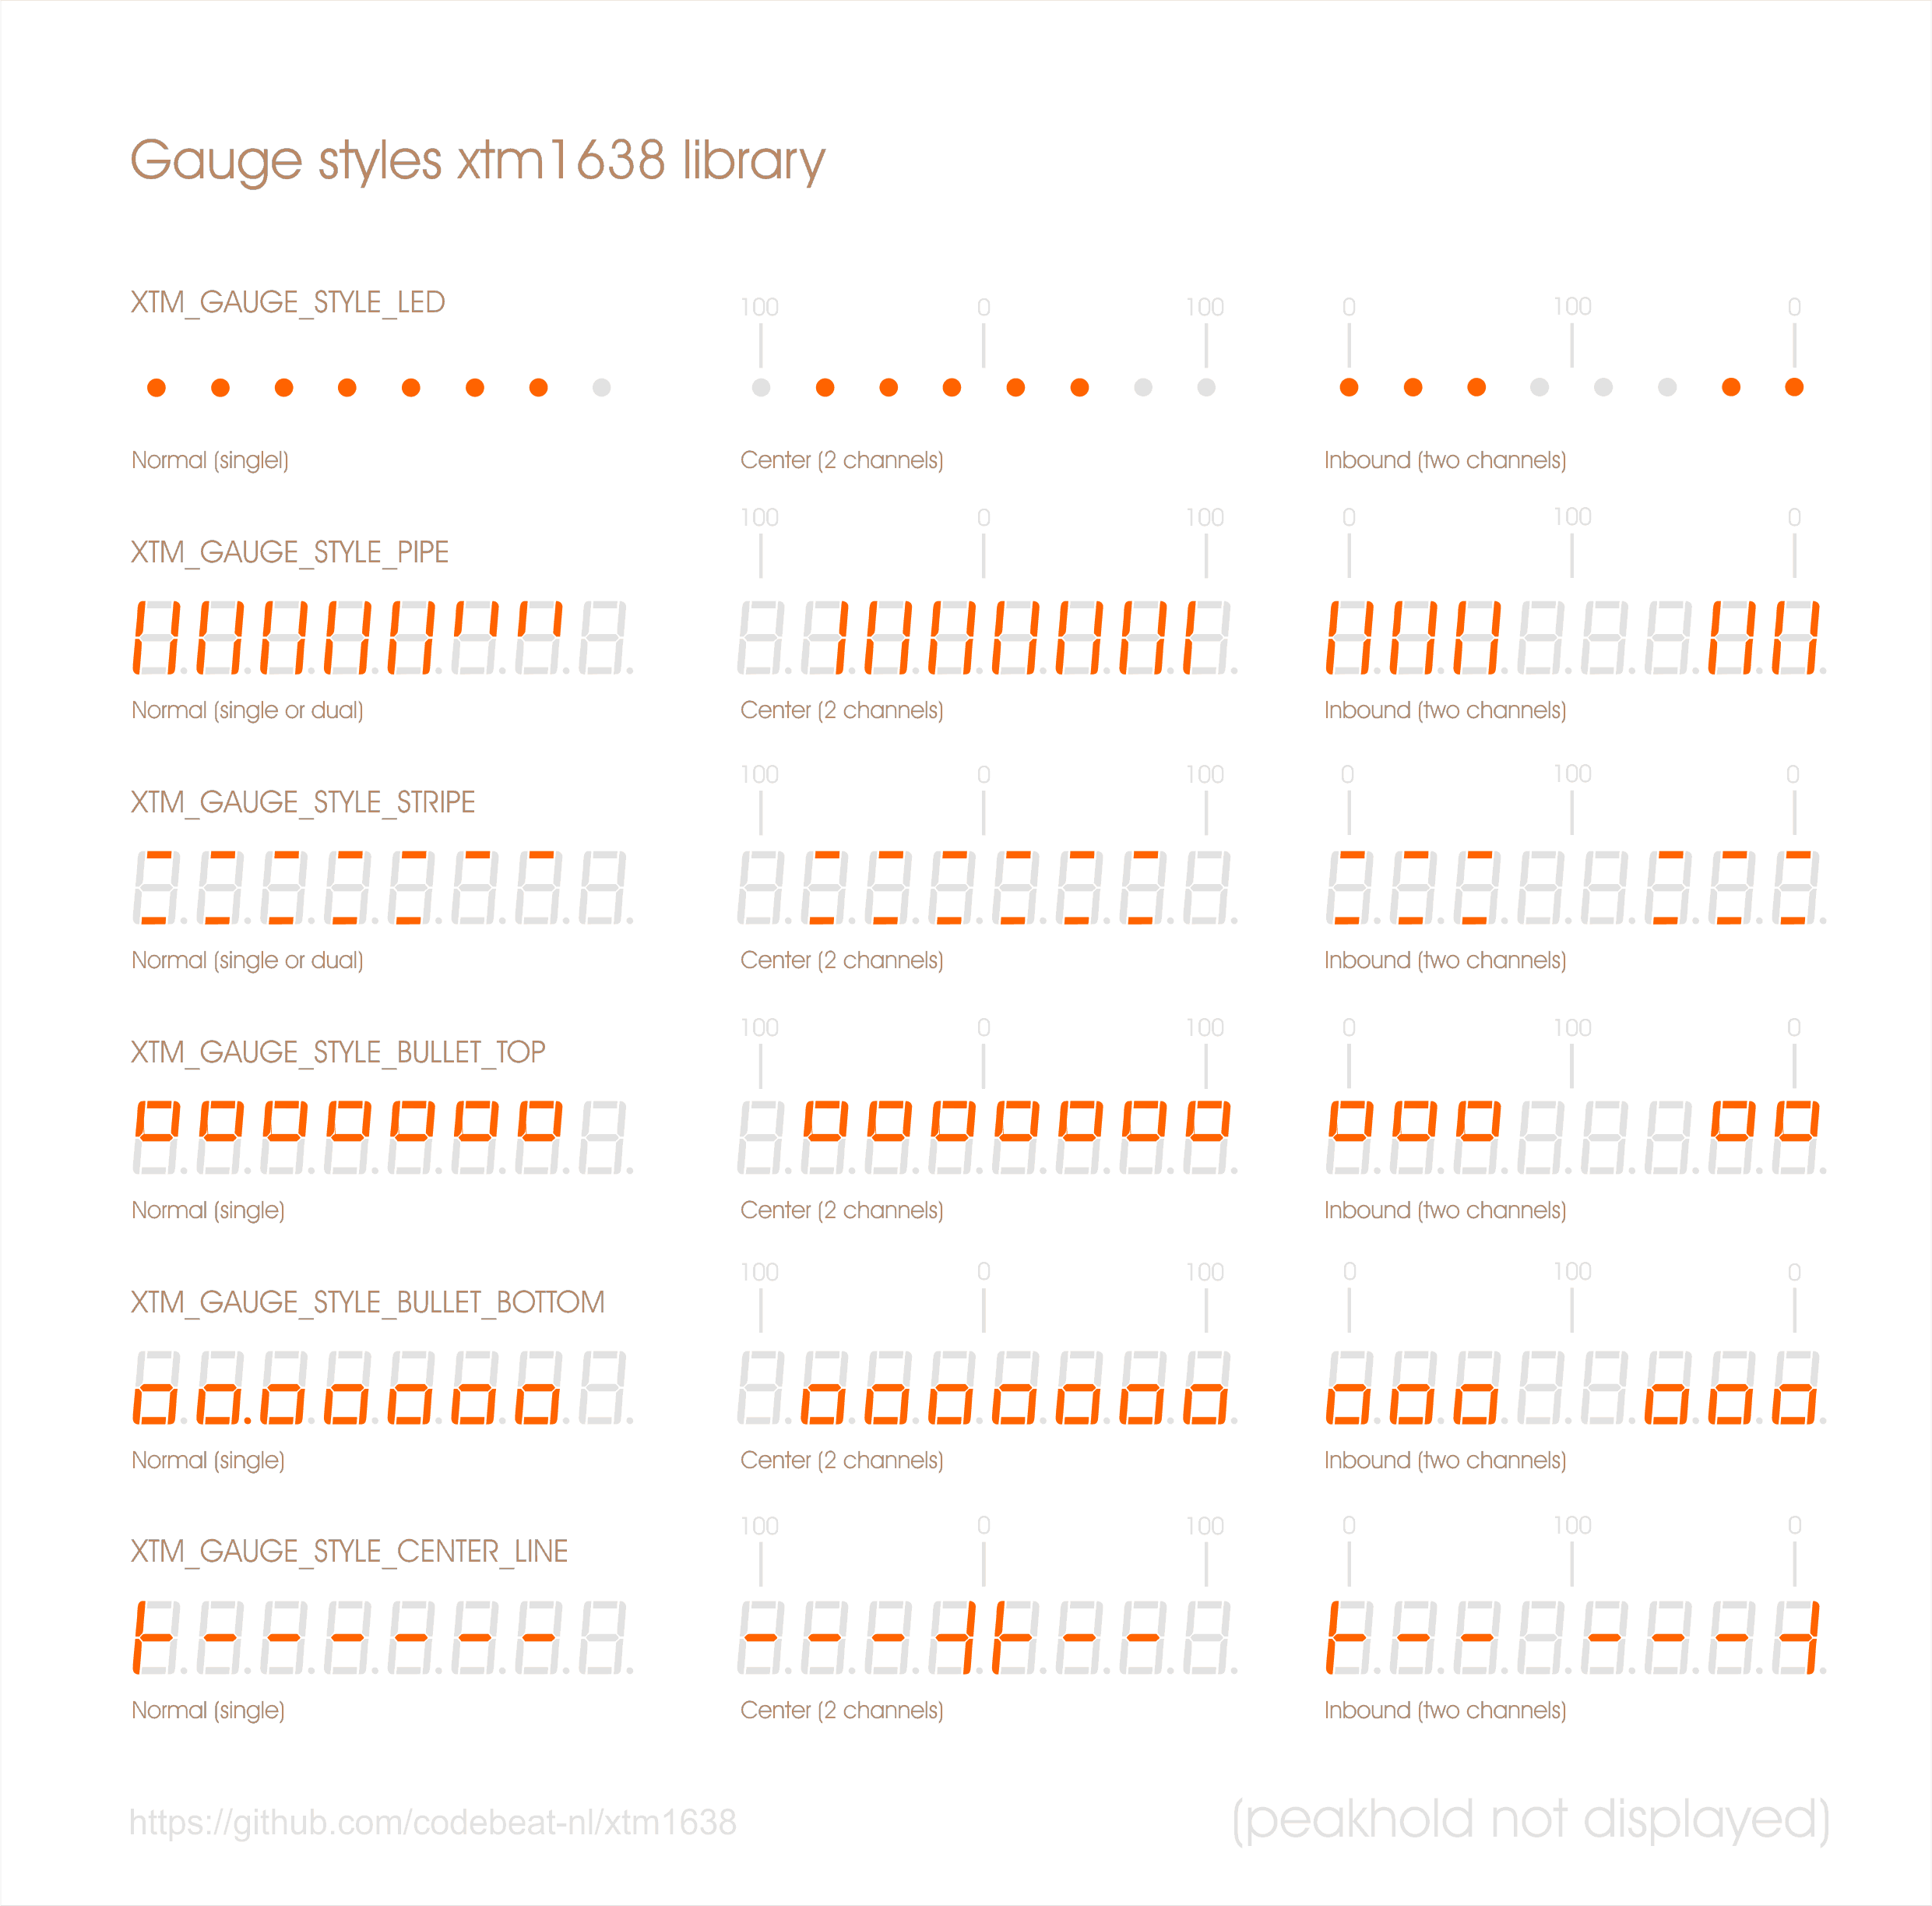 Gauge styles xtm1638 library
XTM_GAUGE_STYLE_LED
100 0 100 0 100 0
Normal (singlel) Center (2 channels) Inbound (two channels)
100 0 100 0 100 0
XTM_GAUGE_STYLE_PIPE
Normal (single or dual) Center (2 channels) Inbound (two channels)
100 0 100 0 100 0
XTM_GAUGE_STYLE_STRIPE
Normal (single or dual) Center (2 channels) Inbound (two channels)
100 0 100 0 100 0
XTM_GAUGE_STYLE_BULLET_TOP
Normal (single) Center (2 channels) Inbound (two channels)
100 0 100 0 100 0
XTM_GAUGE_STYLE_BULLET_BOTTOM
Normal (single) Center (2 channels) Inbound (two channels)
100 0 100 0 100 0
XTM_GAUGE_STYLE_CENTER_LINE
Normal (single) Center (2 channels) Inbound (two channels)
https://github.com/codebeat-nl/xtm1638 (peakhold not displayed)